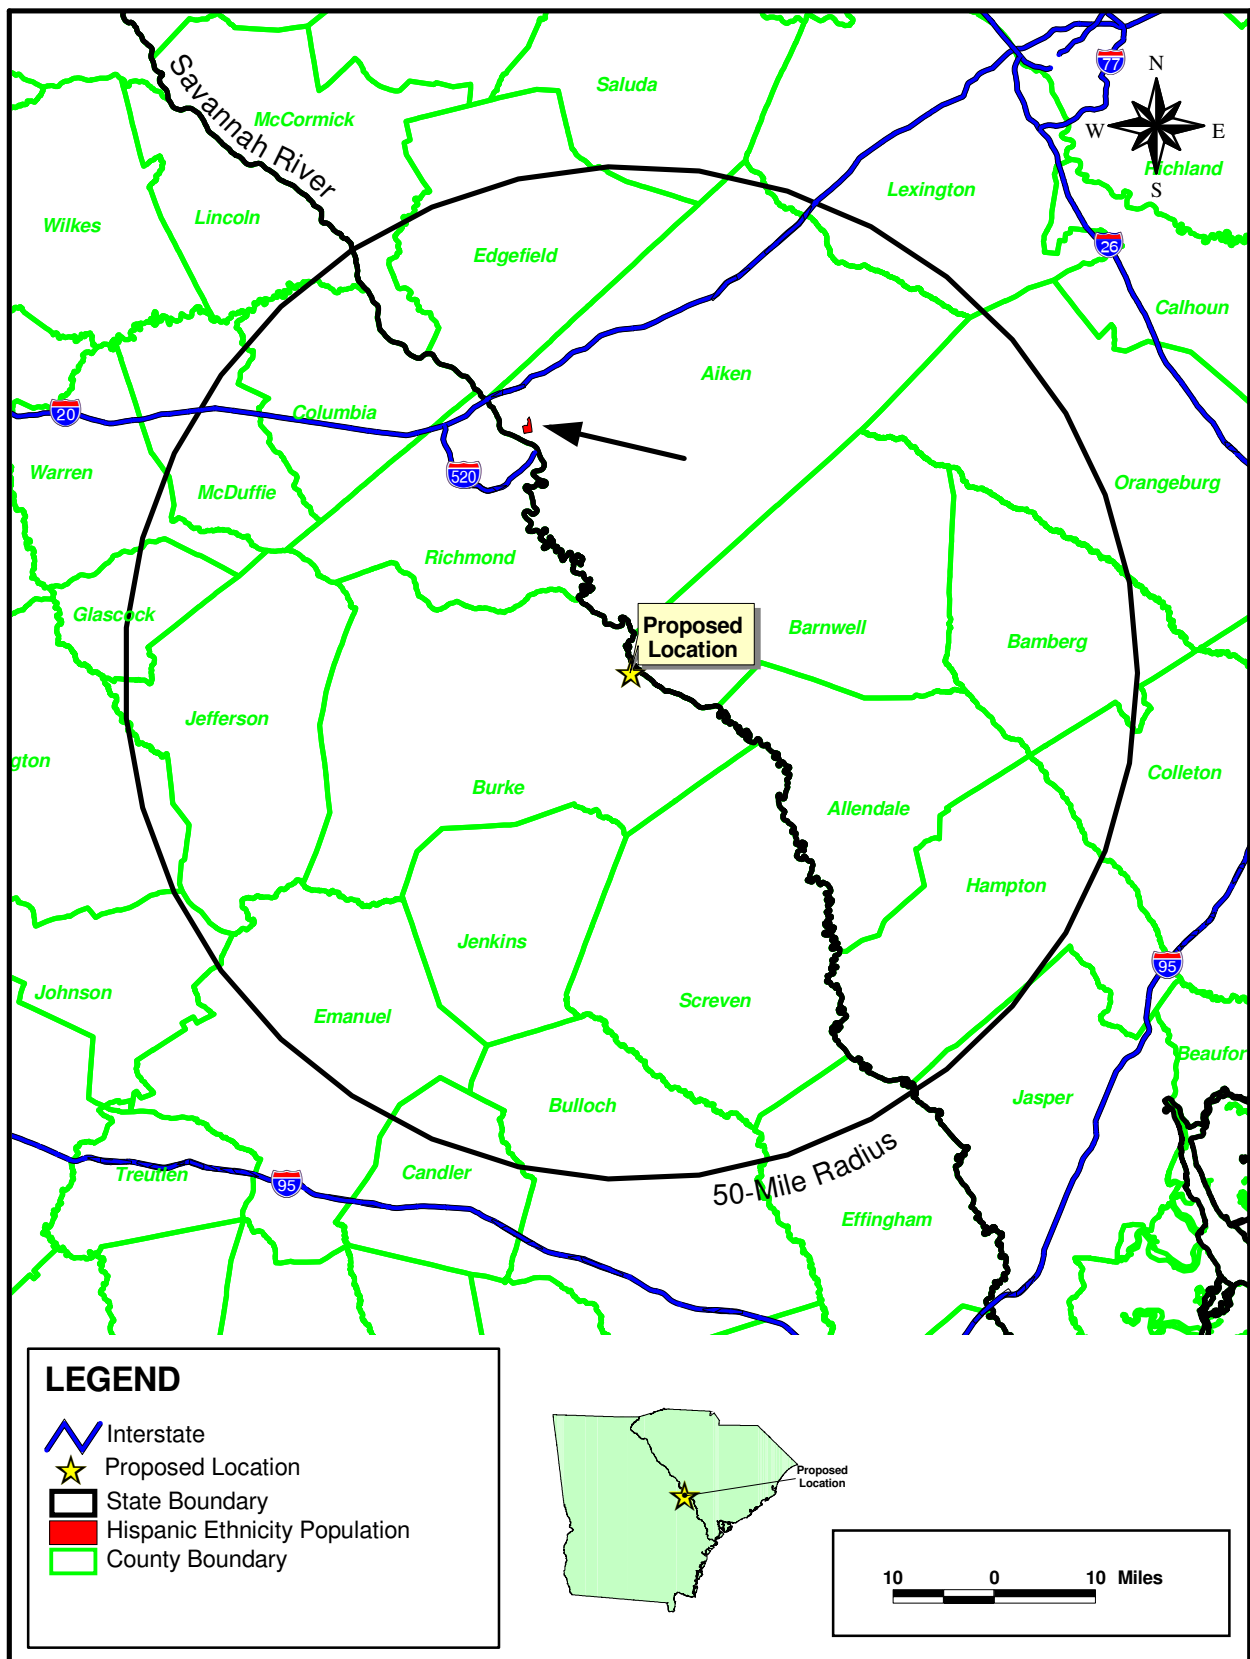 Saluda
77
N
McCormick
Savannah River
W
E
Richland
S
Lexington
Lincoln
Wilkes
26
Edgefield
Calhoun
Aiken
20
Columbia
Warren
520
Orangeburg
McDuffie
Richmond
Glascock
Proposed
Location
Barnwell
Bamberg
Jefferson
gton
Colleton
Burke
Allendale
Hampton
Jenkins
95
Johnson
Screven
Emanuel
Beaufor
Jasper
Bulloch
50-Mile Radius
Treutlen
Candler
95
Effingham
LEGEND
Interstate
Proposed Location
State Boundary
Hispanic Ethnicity Population
County Boundary
Proposed
Location
10 0 10 Miles